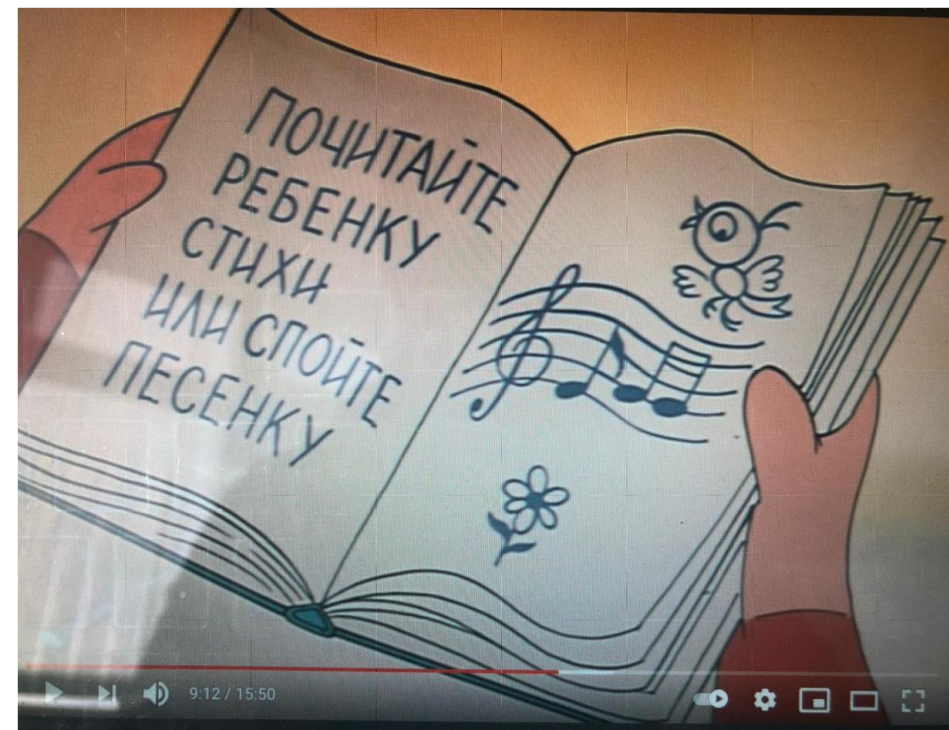 ПОЧИТАЙТЕ
РЕБЕНКУ
СТИХИ
ИЛИ СПОЙТЕ
ПЕСЕНКУ
9:12 / 15:50